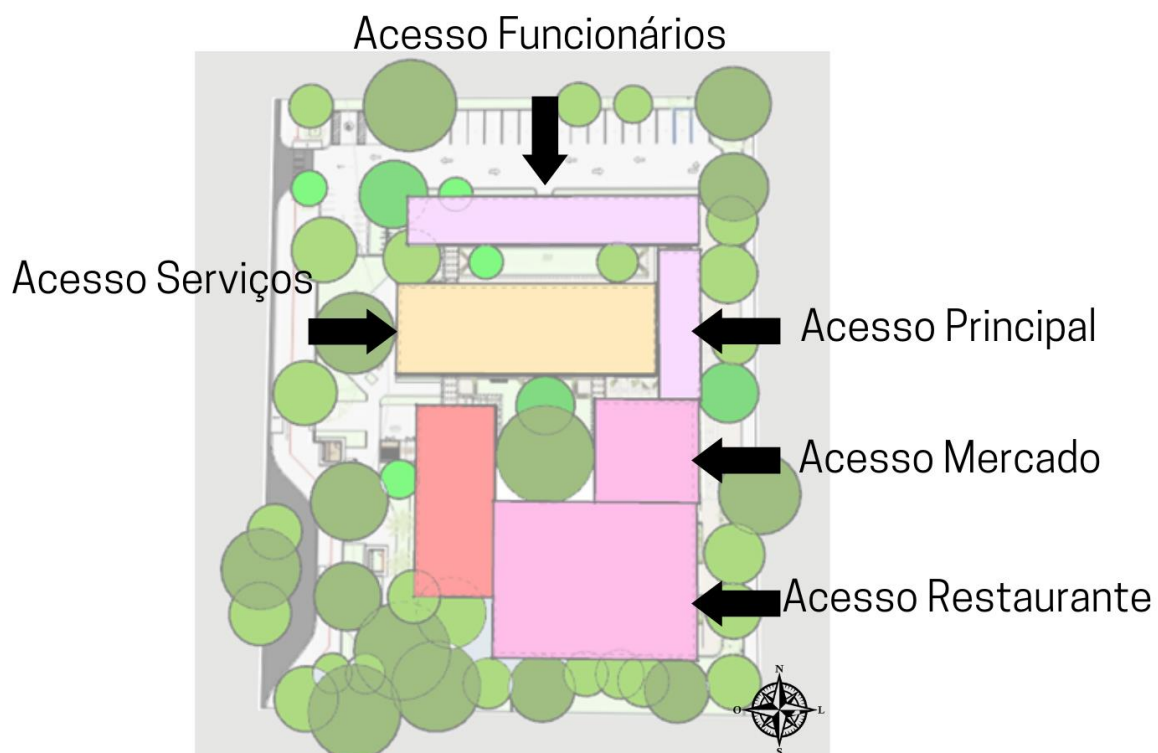 Acesso Funcionários
Acesso Serviços
Acesso Principal
Acesso Mercado
Acesso Restaurante
N
O
L
S